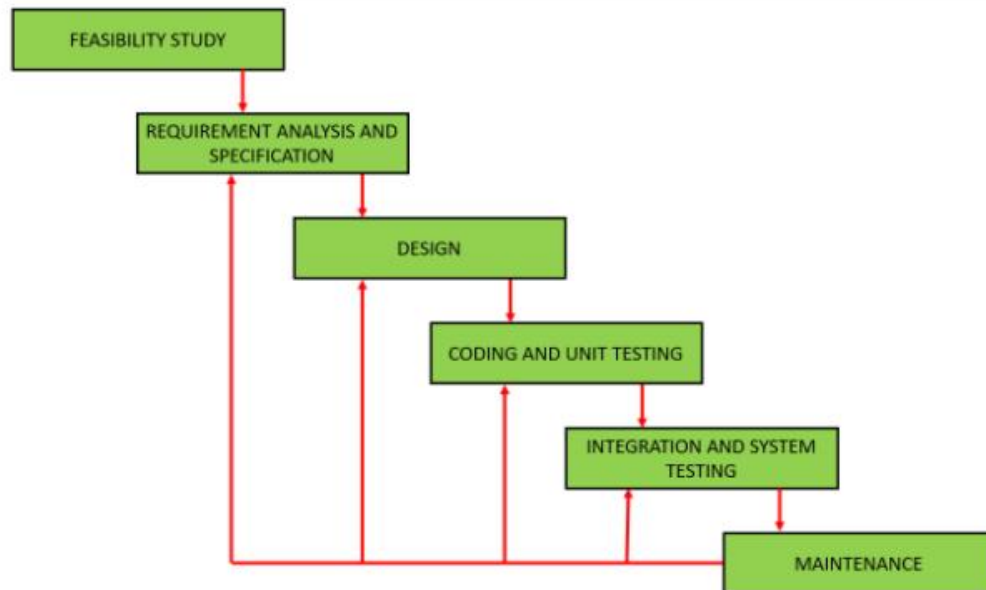 FEASIBILITY STUDY
REQUIREMENT ANALYSIS AND
SPECIFICATION
DESIGN
CODING AND UNIT TESTING
INTEGRATION AND SYSTEM
TESTING
MAINTENANCE